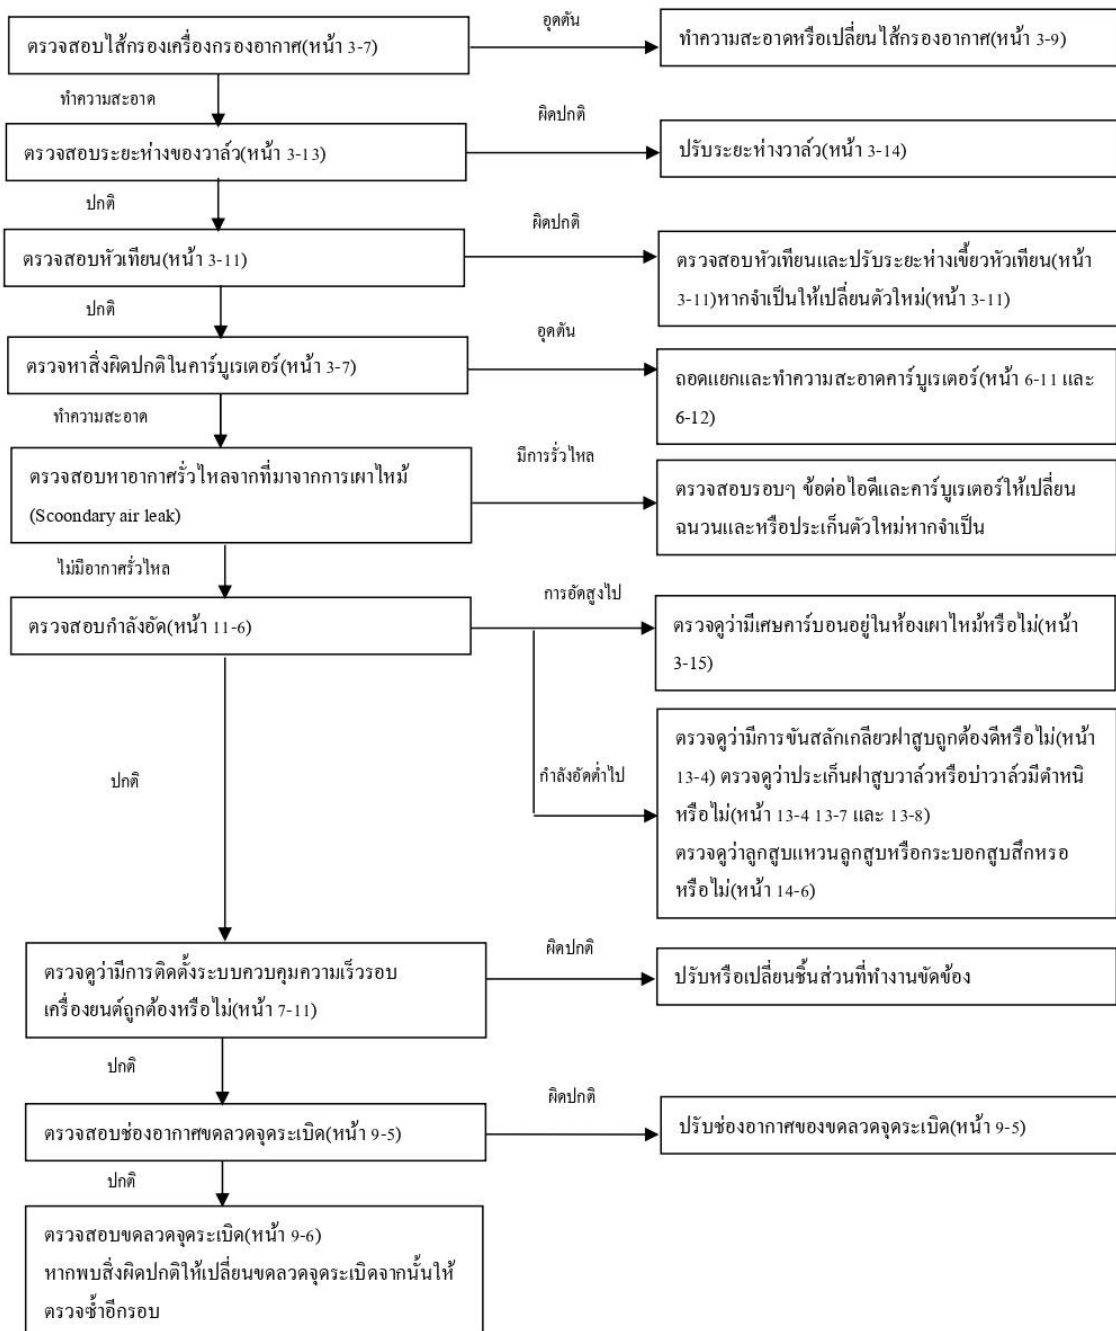 ตรวจสอบไส้กรองเครื่องกรองอากาศ(หน้า 3-7)
อุดตัน
ทำความสะอาดหรือเปลี่ยนไส้กรองอากาศ(หน้า 3-9)
ทำความสะอาด
ตรวจสอบระยะห่างของวาล์ว(หน้า 3-13)
ผิดปกติ
ปรับระยะห่างวาล์ว(หน้า 3-14)
ปกติ
ตรวจสอบหัวเทียน(หน้า 3-11)
ผิดปกติ
ตรวจสอบหัวเทียนและปรับระยะห่างเขี้ยวหัวเทียน(หน้า
3-11)หากจำเป็นให้เปลี่ยนตัวใหม่(หน้า 3-11)
ปกติ
ตรวจหาสิ่งผิดปกติในคาร์บูเรเตอร์(หน้า 3-7)
อุดตัน
ถอดแยกและทำความสะอาดคาร์บูเรเตอร์(หน้า 6-11 และ
6-12)
ทำความสะอาด
ตรวจสอบหาอากาศรั่วไหลจากที่มาจากการเผาไหม้
(Scoondary air leak)
มีการรั่วไหล
ตรวจสอบรอบๆ ข้อต่อไอดีและคาร์บูเรเตอร์ให้เปลี่ยน
ฉนวนและหรือประเก็นตัวใหม่หากจำเป็น
ไม่มีอากาศรั่วไหล
ตรวจสอบกำลังอัด(หน้า 11-6)
การอัดสูงไป
ตรวจดูว่ามีเศษคาร์บอนอยู่ในห้องเผาไหม้หรือไม่(หน้า
3-15)
กำลังอัดต่ำไป
ตรวจดูว่ามีการขันสลักเกลียวฝาสูบถูกต้องดีหรือไม่(หน้า
13-4) ตรวจดูว่าประเก็นฝาสูบวาล์วหรือบ่าวาล์วมีตำหนิ
หรือไม่(หน้า 13-4 13-7 และ 13-8)
ตรวจดูว่าลูกสูบแหวนลูกสูบหรือกระบอกสูบสึกหรอ
หรือไม่(หน้า 14-6)
ปกติ
ตรวจดูว่ามีการติดตั้งระบบควบคุมความเร็วรอบ
เครื่องยนต์ถูกต้องหรือไม่(หน้า 7-11)
ผิดปกติ
ปรับหรือเปลี่ยนชิ้นส่วนที่ทำงานขัดข้อง
ปกติ
ตรวจสอบช่องอากาศขดลวดจุดระเบิด(หน้า 9-5)
ผิดปกติ
ปรับช่องอากาศของขดลวดจุดระเบิด(หน้า 9-5)
ปกติ
ตรวจสอบขดลวดจุดระเบิด(หน้า 9-6)
หากพบสิ่งผิดปกติให้เปลี่ยนขดลวดจุดระเบิดจากนั้นให้
ตรวจซ้ำอีกรอบ